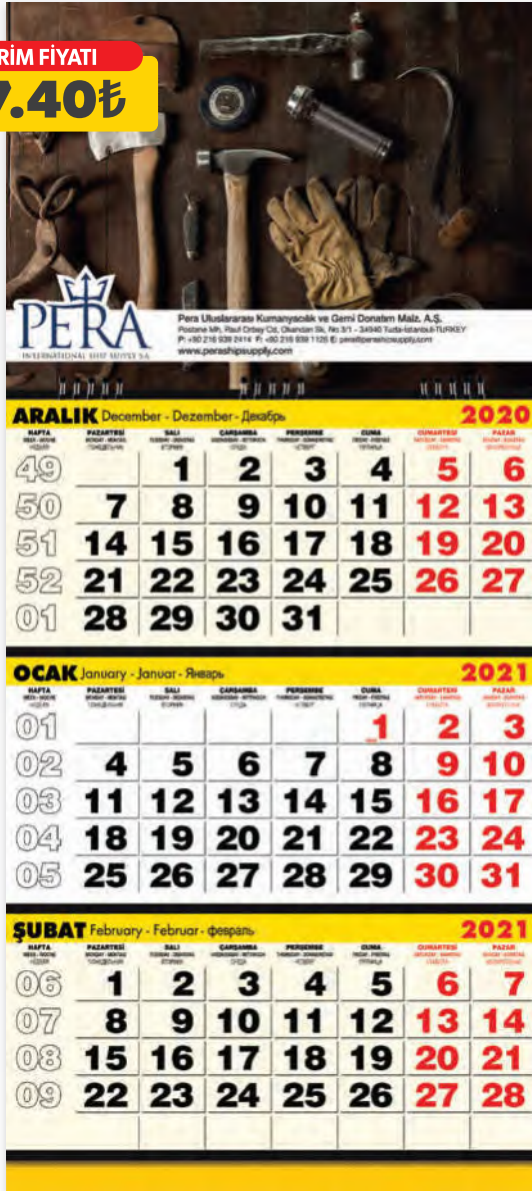 RİM FİYATI
7.40₺
PERA
INTERNATIONAL SHIP SUPPLY S.A.
Pera Uluslararası Kumanyacılık ve Gemi Donatım Malz. A.Ş.
www.perashipsupply.com
ARALIK December - Dezember - Декабрь 2020
HAFTA PAZARTESİ SALI ÇARŞAMBA PERŞEMBE CUMA CUMARTESİ PAZAR
49 1 2 3 4 5 6
50 7 8 9 10 11 12 13
51 14 15 16 17 18 19 20
52 21 22 23 24 25 26 27
01 28 29 30 31
OCAK January - Januar - Январь 2021
HAFTA PAZARTESİ SALI ÇARŞAMBA PERŞEMBE CUMA CUMARTESİ PAZAR
01 1 2 3
02 4 5 6 7 8 9 10
03 11 12 13 14 15 16 17
04 18 19 20 21 22 23 24
05 25 26 27 28 29 30 31
ŞUBAT February - Februar - февраль 2021
HAFTA PAZARTESİ SALI ÇARŞAMBA PERŞEMBE CUMA CUMARTESİ PAZAR
06 1 2 3 4 5 6 7
07 8 9 10 11 12 13 14
08 15 16 17 18 19 20 21
09 22 23 24 25 26 27 28